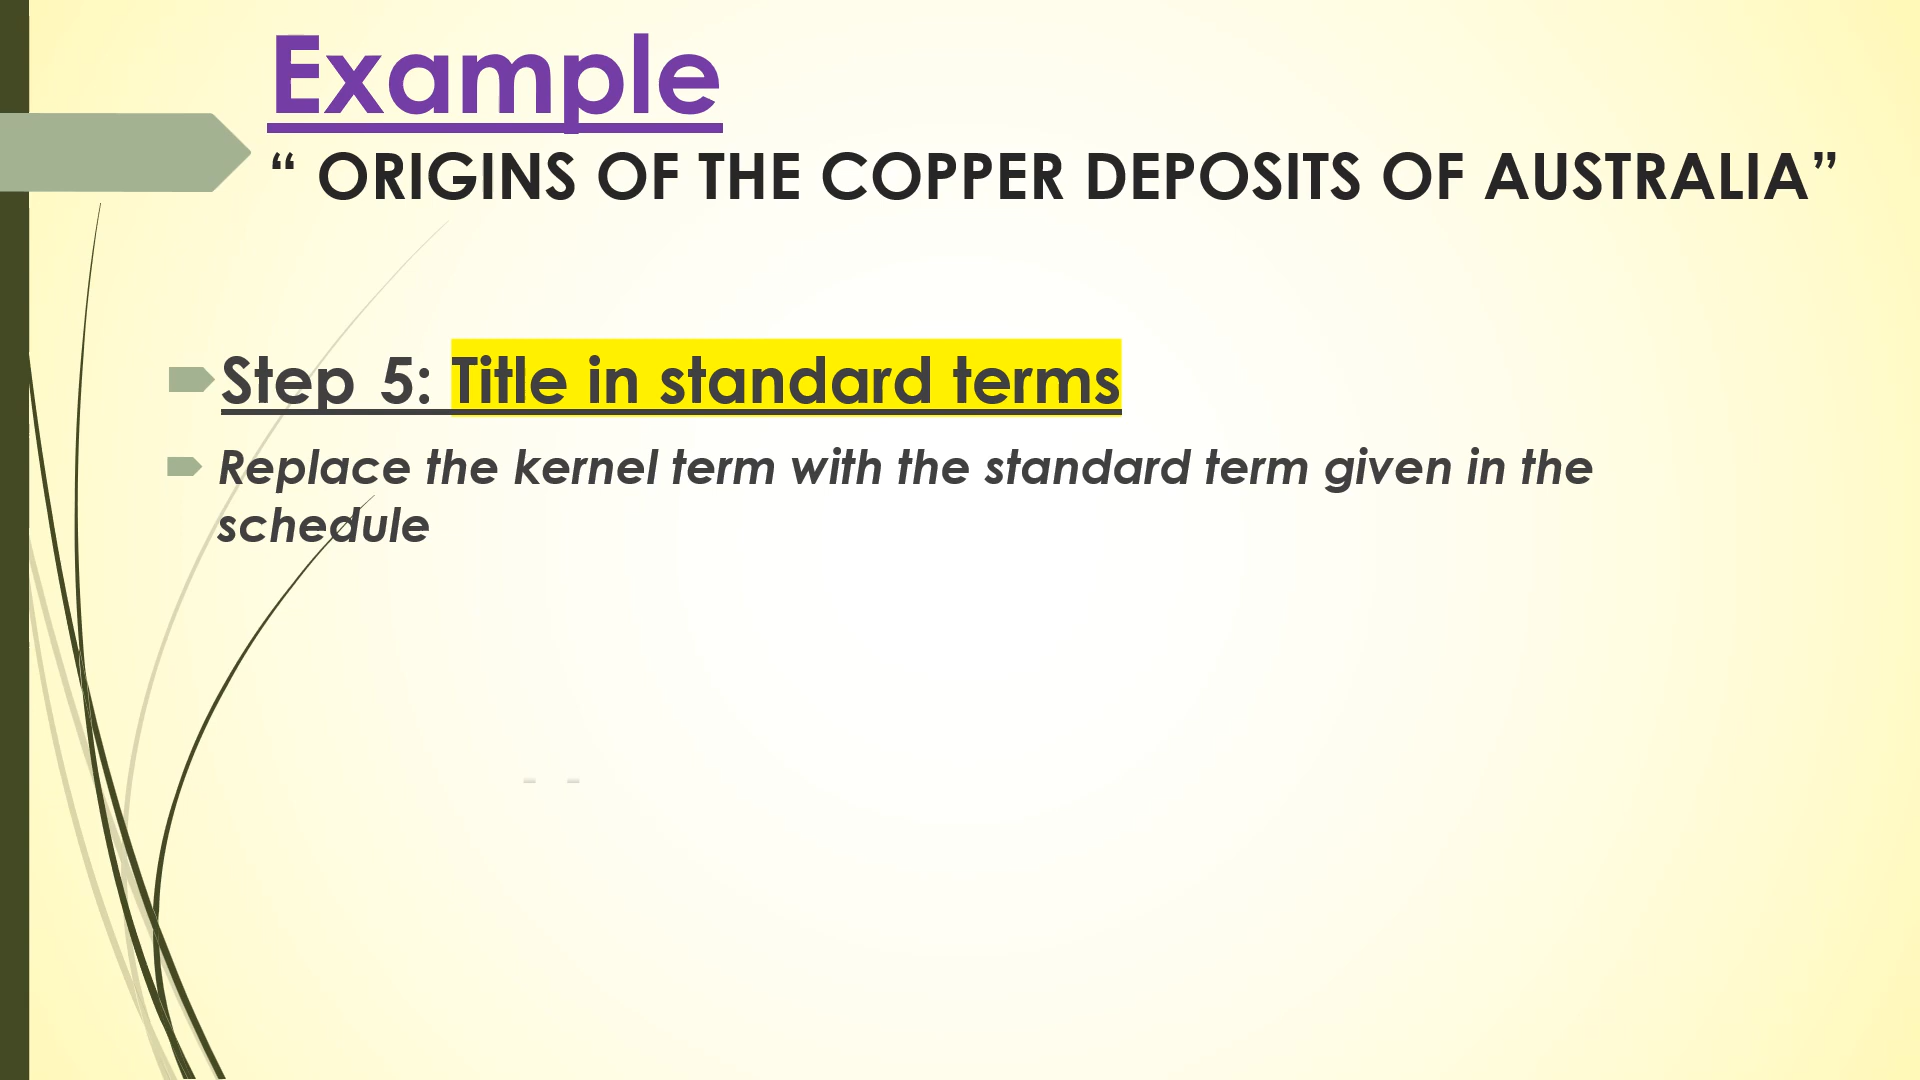 Example
“ ORIGINS OF THE COPPER DEPOSITS OF AUSTRALIA”
Step 5: Title in standard terms
Replace the kernel term with the standard term given in the
schedule
- -